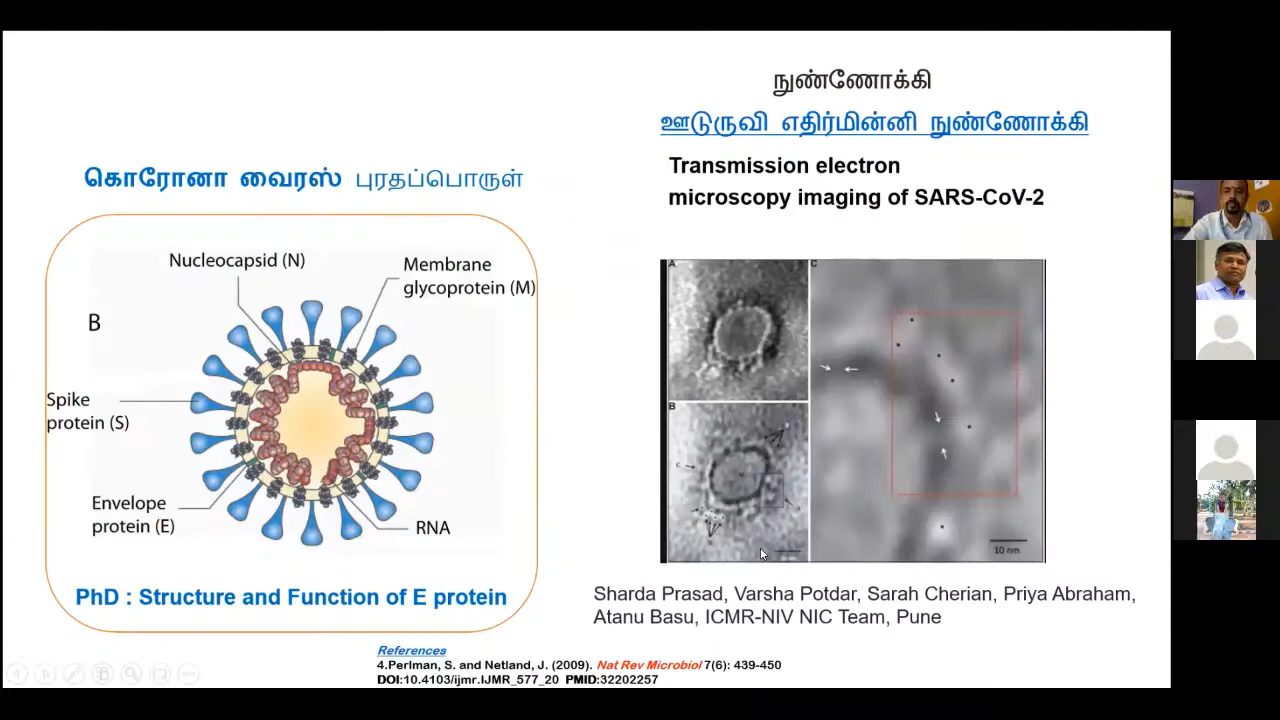 நுண்ணோக்கி
ஊடுருவி எதிர்மின்னி நுண்ணோக்கி
Transmission electron
microscopy imaging of SARS-CoV-2
கொரோனா வைரஸ் புரதப்பொருள்
Nucleocapsid (N)
Membrane
glycoprotein (M)
B
Spike
protein (S)
Envelope
protein (E)
RNA
PhD : Structure and Function of E protein
A
B
C
10 nm
Sharda Prasad, Varsha Potdar, Sarah Cherian, Priya Abraham,
Atanu Basu, ICMR-NIV NIC Team, Pune
References
4.Perlman, S. and Netland, J. (2009). Nat Rev Microbiol 7(6): 439-450
DOI:10.4103/ijmr.IJMR_577_20 PMID:32202257